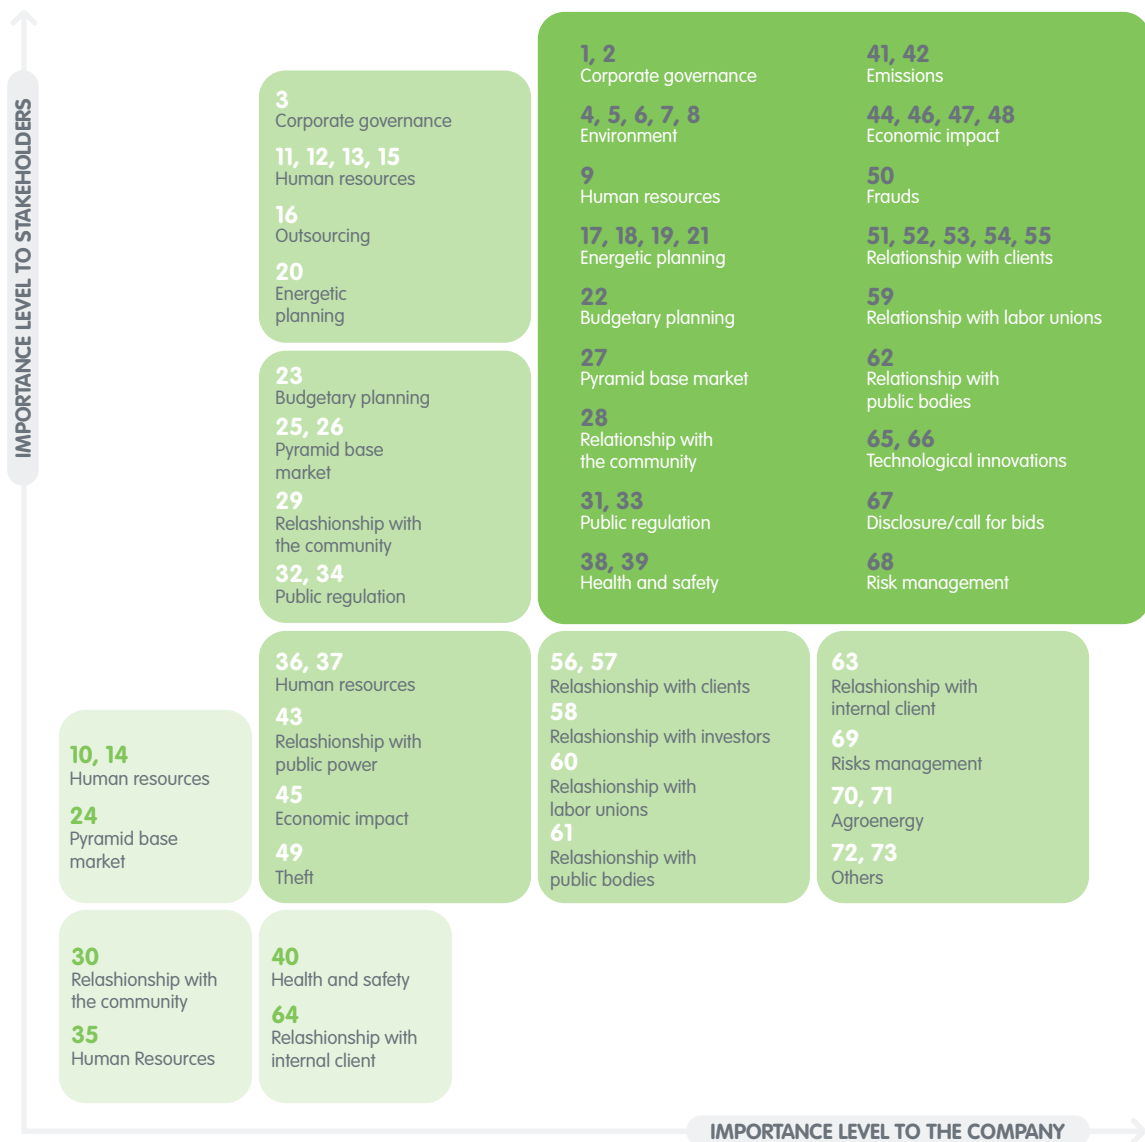 IMPORTANCE LEVEL TO STAKEHOLDERS
3
Corporate governance
11, 12, 13, 15
Human resources
16
Outsourcing
20
Energetic
planning
1, 2
Corporate governance
4, 5, 6, 7, 8
Environment
9
Human resources
17, 18, 19, 21
Energetic planning
22
Budgetary planning
27
Pyramid base market
28
Relationship with
the community
31, 33
Public regulation
38, 39
Health and safety
41, 42
Emissions
44, 46, 47, 48
Economic impact
50
Frauds
51, 52, 53, 54, 55
Relationship with clients
59
Relationship with labor unions
62
Relationship with
public bodies
65, 66
Technological innovations
67
Disclosure/call for bids
68
Risk management
23
Budgetary planning
25, 26
Pyramid base
market
29
Relashionship with
the community
32, 34
Public regulation
10, 14
Human resources
24
Pyramid base
market
36, 37
Human resources
43
Relashionship with
public power
45
Economic impact
49
Theft
56, 57
Relashionship with clients
58
Relashionship with investors
60
Relashionship with
labor unions
61
Relashionship with
public bodies
63
Relashionship with
internal client
69
Risks management
70, 71
Agroenergy
72, 73
Others
30
Relashionship with
the community
35
Human Resources
40
Health and safety
64
Relashionship with
internal client
IMPORTANCE LEVEL TO THE COMPANY